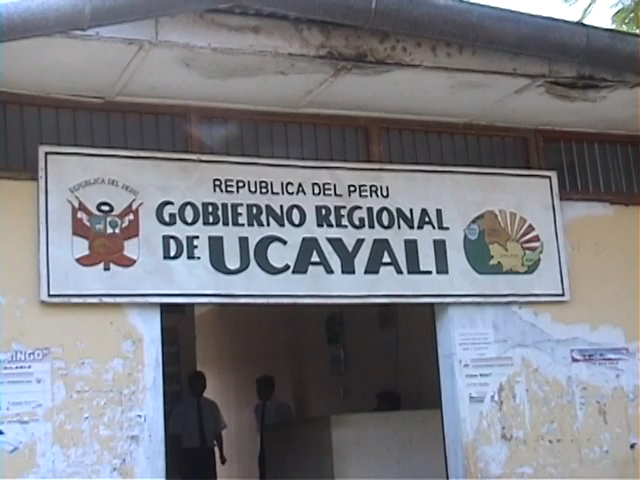 REPUBLICA DEL PERU
REPUBLICA DEL PERU
GOBIERNO REGIONAL
DE UCAYALI